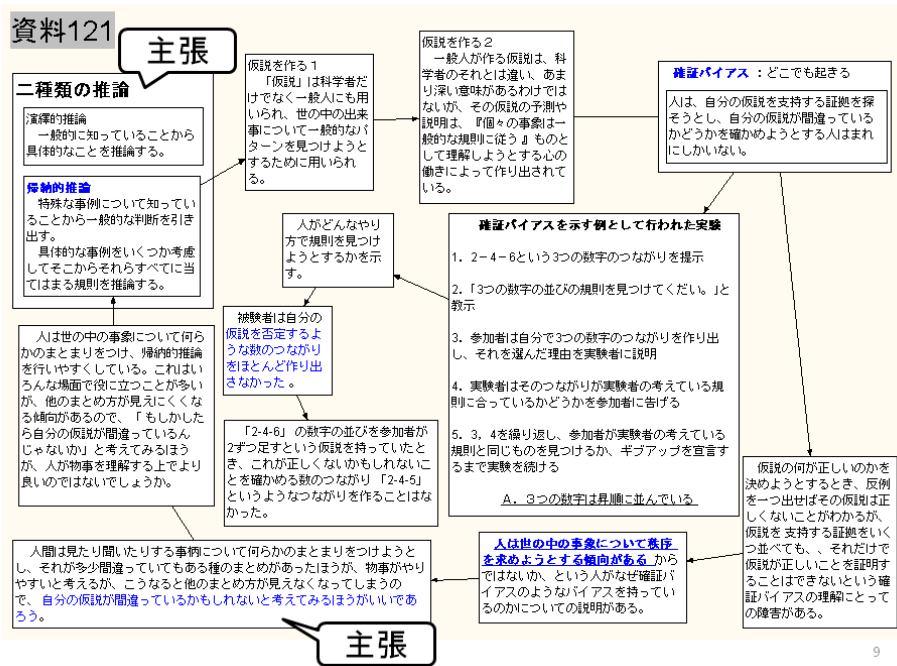 資料121
主張
二種類の推論
演繹的推論
一般的に知っていることから
具体的なことを推論する。
帰納的推論
特殊な事例について知ってい
ることから一般的な判断を引き
出す。
具体的な事例をいくつか考慮
してそこからそれらすべてに当
てはまる規則を推論する。
仮説を作る1
「仮説」は科学者だ
けでなく一般人にも用
いられ、世の中の出来
事について一般的なパ
ターンを見つけようと
するために用いられ
る。
仮説を作る2
一般人が作る仮説は、科
学者のそれとは違い、あま
り深い意味があるわけでは
ないが、その仮説の予測や
説明は、『個々の事象は一
般的な規則に従う』ものと
して理解しようとする心の
働きによって作り出されて
いる。
確証バイアス：どこでも起きる
人は、自分の仮説を支持する証拠を探
そうとし、自分の仮説が間違っている
かどうかを確かめようとする人はまれ
にしかいない。
確証バイアスを示す例として行われた実験
1．2－4－6という3つの数字のつながりを提示
2．「3つの数字の並びの規則を見つけてください。」と
教示
3．参加者は自分で3つの数字のつながりを作り出
し、それを選んだ理由を実験者に説明
4．実験者はそのつながりが実験者の考えている規
則に合っているかどうかを参加者に告げる
5．3，4を繰り返し、参加者が実験者の考えている
規則と同じものを見つけるか、ギブアップを宣言す
るまで実験を続ける
A．3つの数字は昇順に並んでいる
人がどんなやり
方で規則を見つけ
ようとするかを示
す。
被験者は自分の
仮説を否定するよ
うな数のつながり
をほとんど作り出
さなかった。
「2-4-6」の数字の並びを参加者が
2ずつ足すという仮説を持っていたと
き、これが正しくないかもしれないこ
とを確かめる数のつながり「2-4-5」
というようなつながりを作ることはな
かった。
仮説の何が正しいのかを
決めようとするとき、反例
を一つ出せばその仮説は正
しくないことがわかるが、
仮説を支持する証拠をいく
つ並べても、、それだけで
仮説が正しいことを証明す
ることはできないという確
証バイアスの理解にとって
の障害がある。
人は世の中の事象について秩序
を求めようとする傾向がある から
ではないか、という人がなぜ確証バ
イアスのようなバイアスを持ってい
るのかについての説明がある。
人間は見たり聞いたりする事柄について何らかのまとまりをつけようと
し、それが多少間違っていてもある種のまとめがあったほうが、物事がやり
やすいと考えるが、こうなると他のまとめ方が見えなくなってしまうの
で、自分の仮説が間違っているかもしれないと考えてみるほうがいいであ
ろう。
主張
人は世の中の事象について何ら
かのまとまりをつけ、帰納的推論
を行いやすくしている。これはい
ろんな場面で役に立つことが多い
が、他のまとめ方が見えにくくな
る傾向があるので、「もしかした
ら自分の仮説が間違っているん
じゃないか」と考えてみるほう
が、人が物事を理解する上でより
良いのではないでしょうか。
9